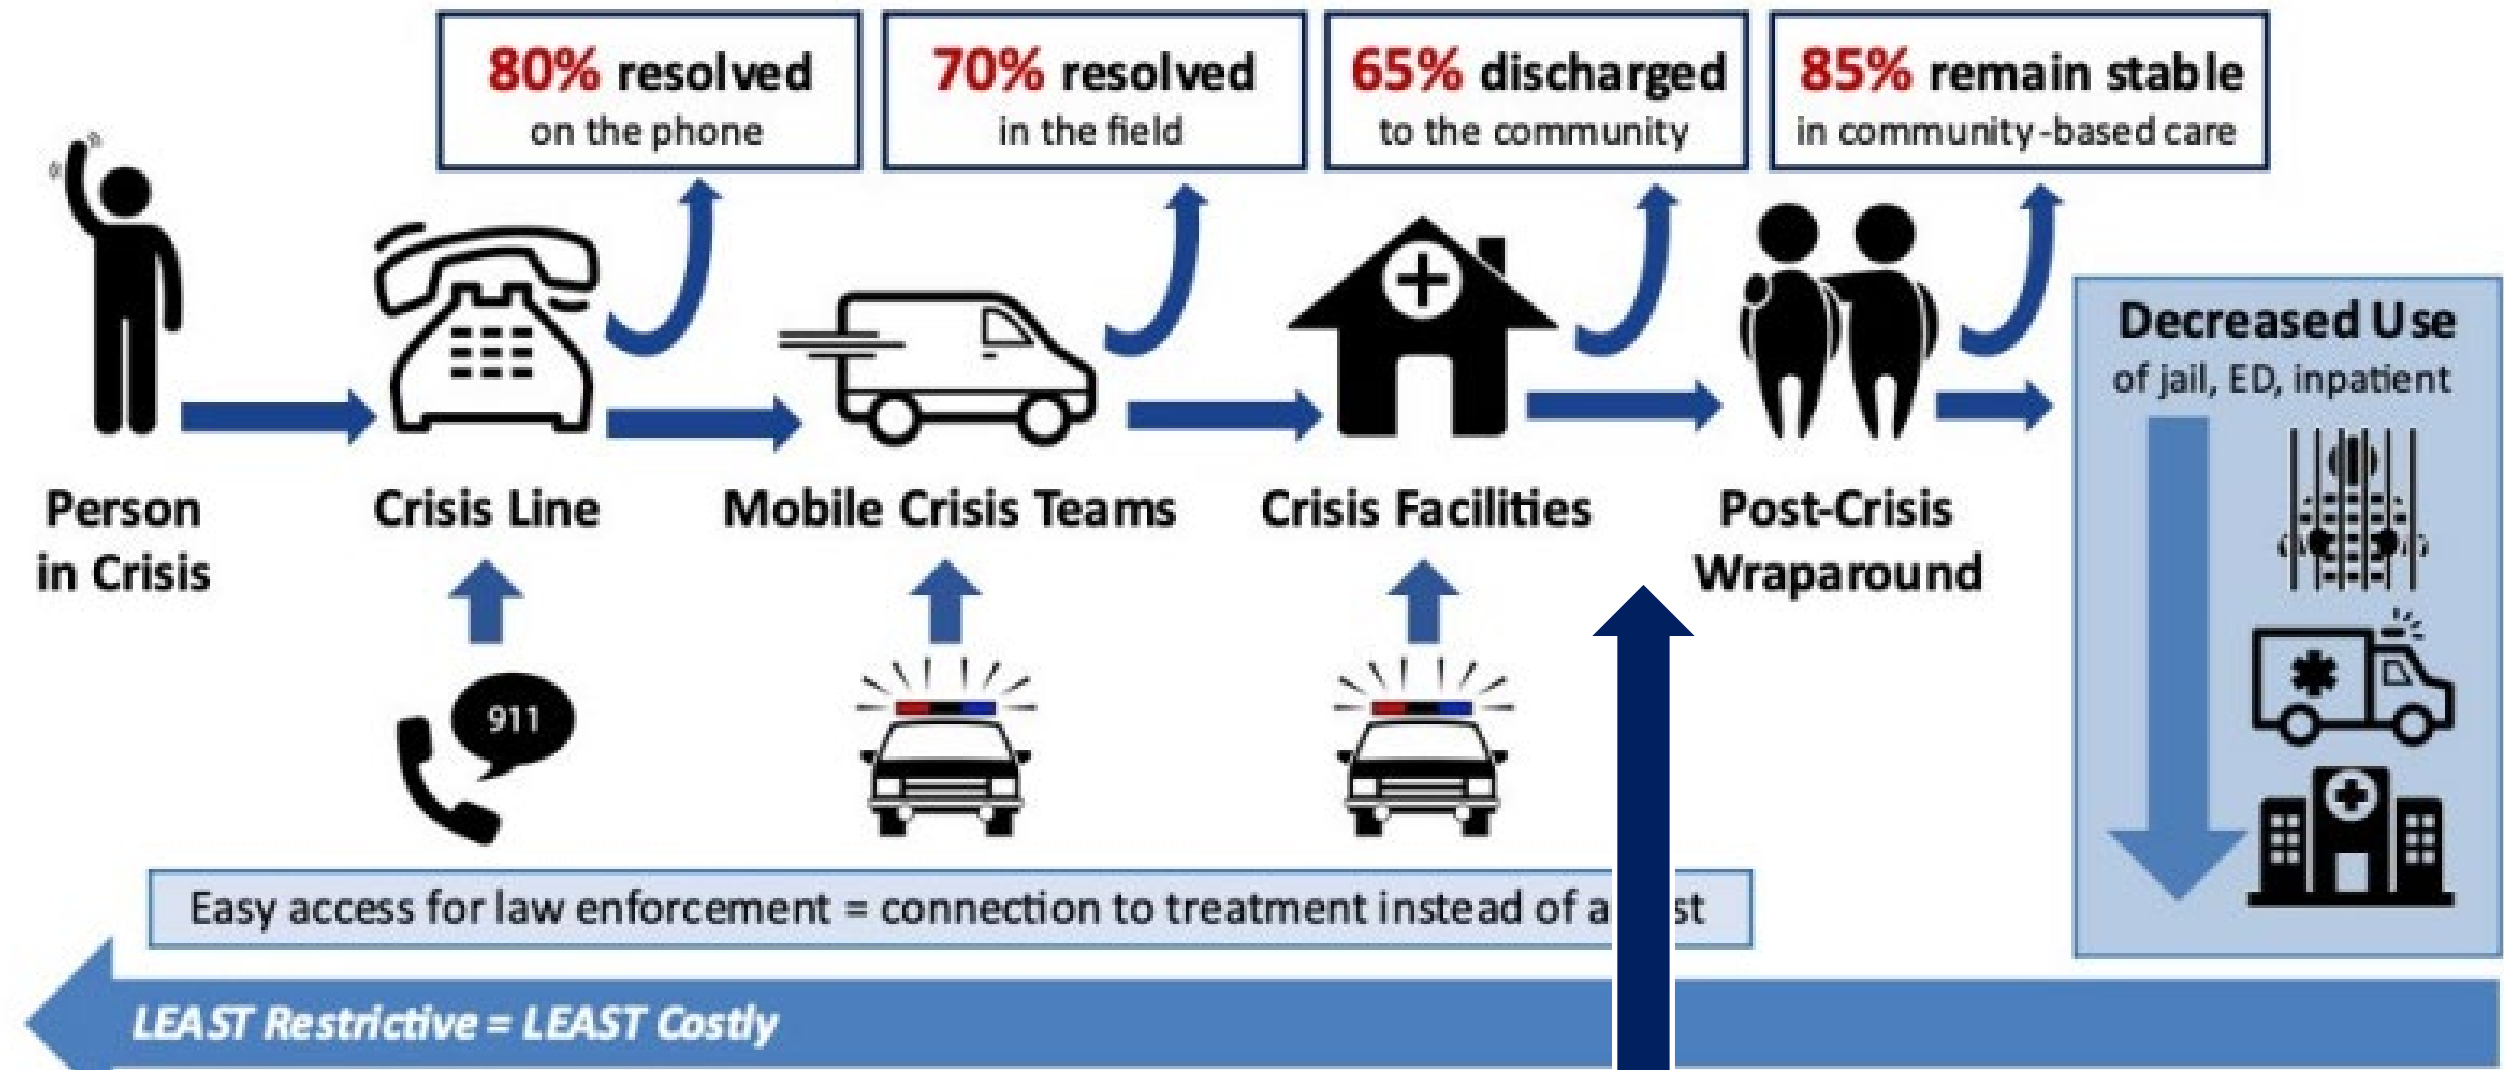 80% resolved
on the phone
70% resolved
in the field
65% discharged
to the community
85% remain stable
in community-based care
Decreased Use
of jail, ED, inpatient
Person
in Crisis
Crisis Line
Mobile Crisis Teams
Crisis Facilities
Post-Crisis
Wraparound
911
Easy access for law enforcement = connection to treatment instead of
LEAST Restrictive = LEAST Costly